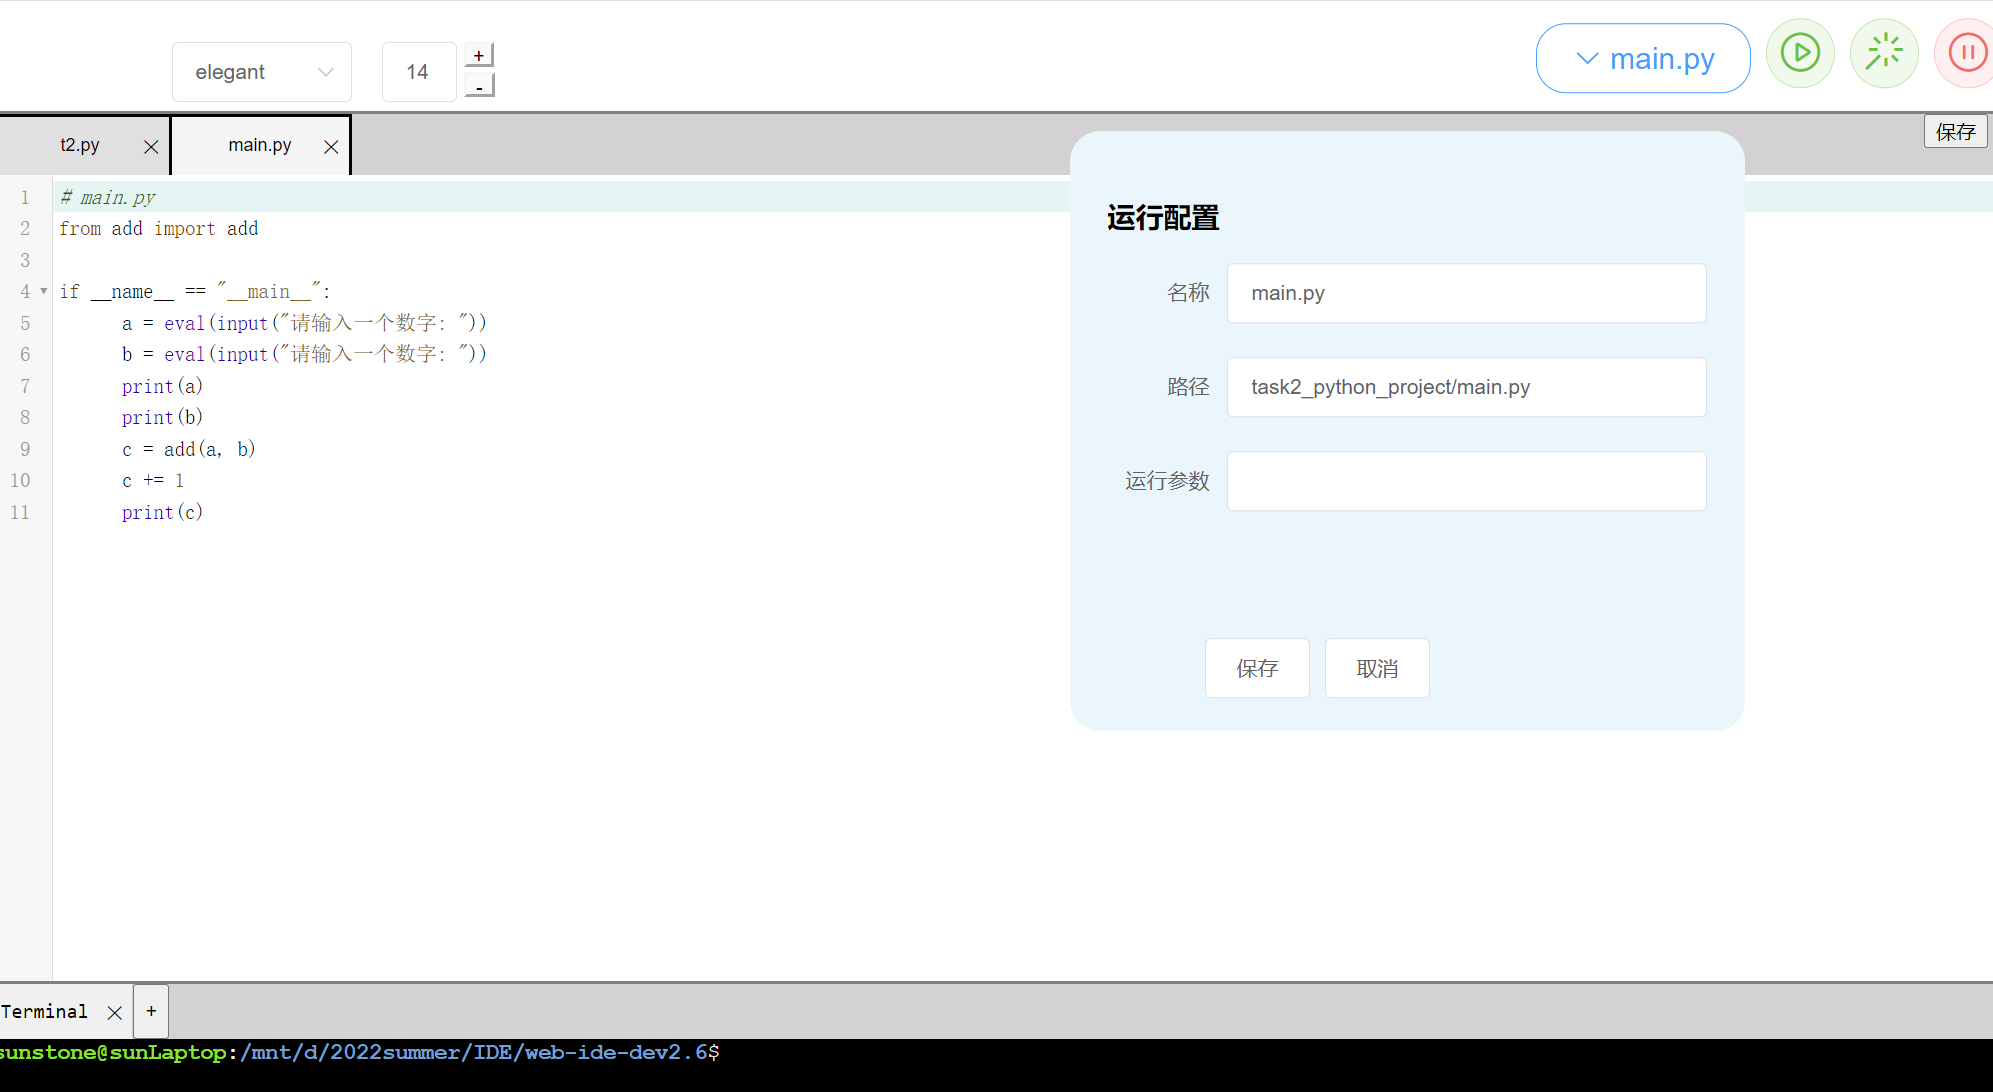 elegant
14
+
-
main.py
t2.py
main.py
保存
1 # main.py
2 from add import add
3
4 if __name__ == "__main__":
5 a = eval(input("请输入一个数字: "))
6 b = eval(input("请输入一个数字: "))
7 print(a)
8 print(b)
9 c = add(a, b)
10 c += 1
11 print(c)
运行配置
名称 main.py
路径 task2_python_project/main.py
运行参数
保存 取消
Terminal +
sunstone@sunLaptop:/mnt/d/2022summer/IDE/web-ide-dev2.6$